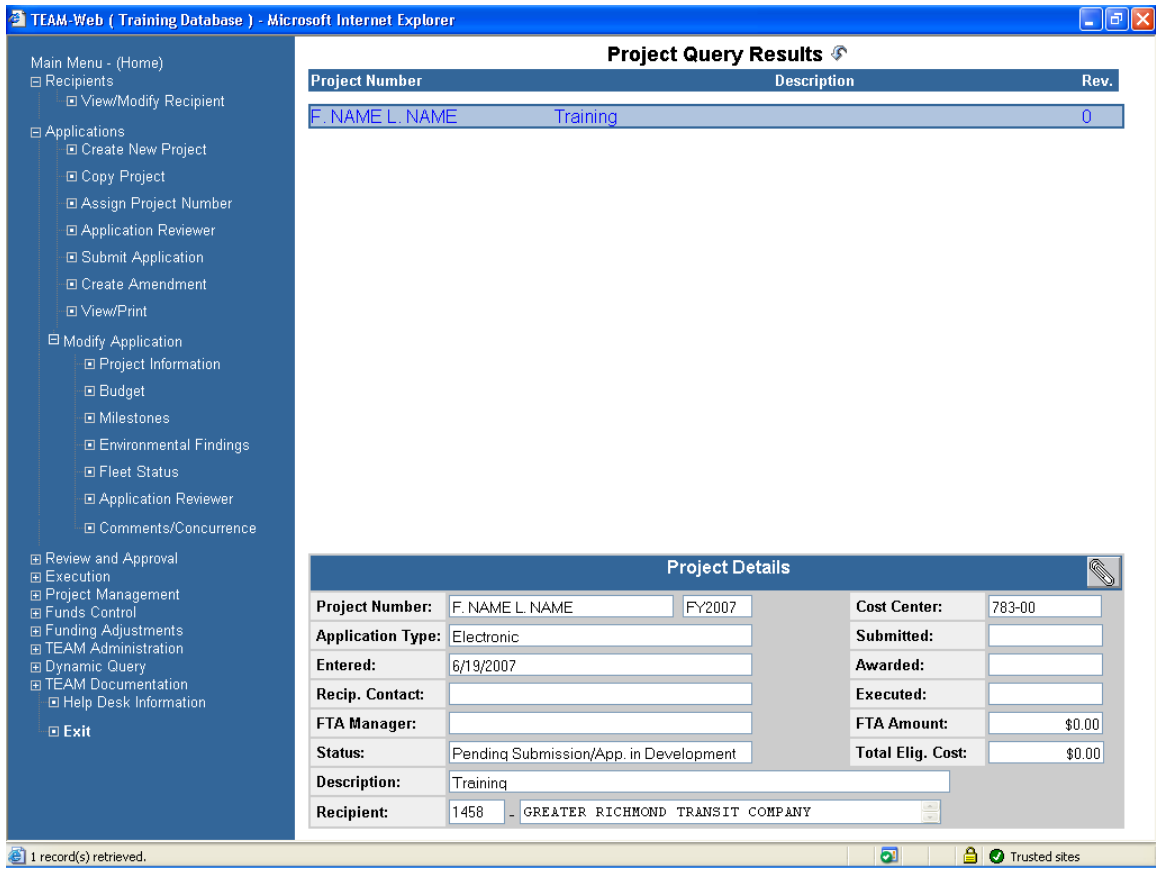 TEAM-Web ( Training Database ) - Microsoft Internet Explorer
Main Menu - (Home)
Recipients
View/Modify Recipient
Applications
Create New Project
Copy Project
Assign Project Number
Application Reviewer
Submit Application
Create Amendment
View/Print
Modify Application
Project Information
Budget
Milestones
Environmental Findings
Fleet Status
Application Reviewer
Comments/Concurrence
Review and Approval
Execution
Project Management
Funds Control
Funding Adjustments
TEAM Administration
Dynamic Query
TEAM Documentation
Help Desk Information
Exit
Project Query Results
Project Number Description Rev.
F. NAME L. NAME Training 0
Project Details
Project Number: F. NAME L. NAME FY2007 Cost Center: 783-00
Application Type: Electronic Submitted:
Entered: 6/19/2007 Awarded:
Recip. Contact: Executed:
FTA Manager: FTA Amount: $0.00
Status: Pending Submission/App. in Development Total Elig. Cost: $0.00
Description: Training
Recipient: 1458 - GREATER RICHMOND TRANSIT COMPANY
1 record(s) retrieved. Trusted sites